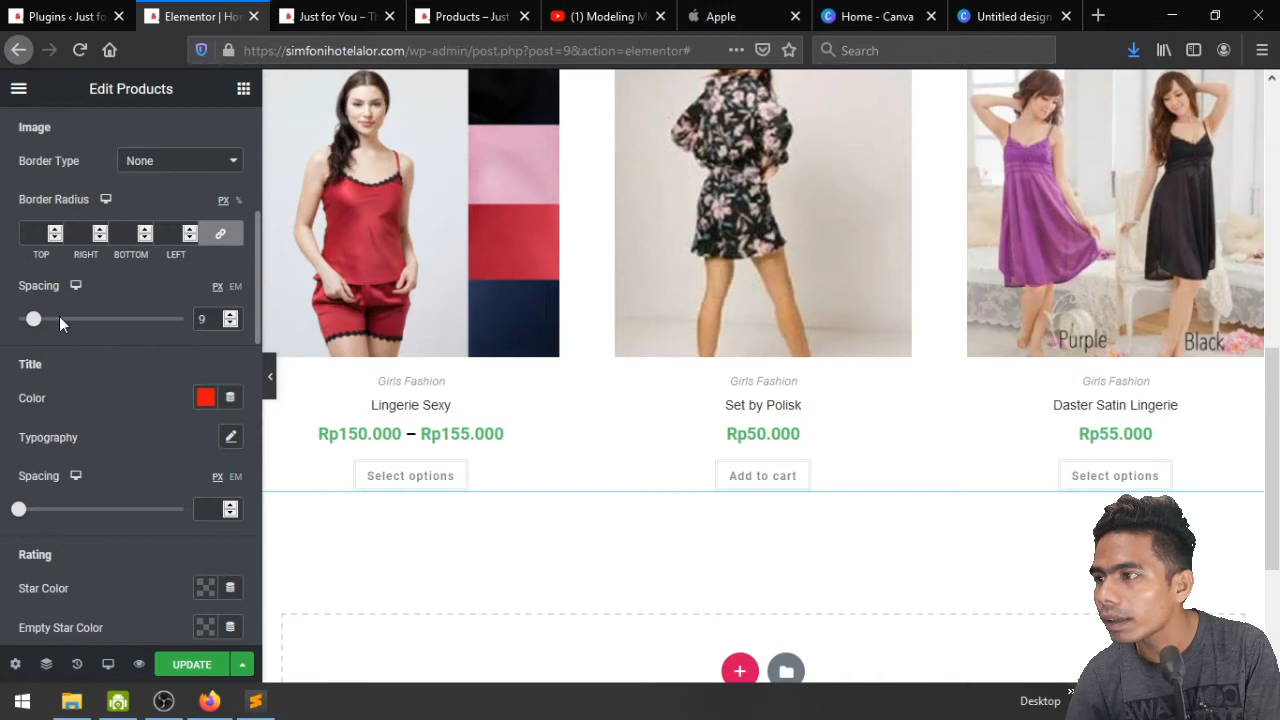 Plugins ‹ Just fo
Elementor | Ho
Just for You – Th
Products – Just
(1) Modeling M
Apple
Home - Canva
Untitled design
https://simfonihotelalor.com/wp-admin/post.php?post=9&action=elementor#
Search
Edit Products
Image
Border Type
None
Border Radius
PX %
TOP RIGHT BOTTOM LEFT
Spacing
PX EM
9
Title
Color
Typography
Spacing
PX EM
Rating
Star Color
Empty Star Color
UPDATE
Purple
Black
Girls Fashion
Lingerie Sexy
Rp150.000 – Rp155.000
Select options
Girls Fashion
Set by Polisk
Rp50.000
Add to cart
Girls Fashion
Daster Satin Lingerie
Rp55.000
Select options
Desktop